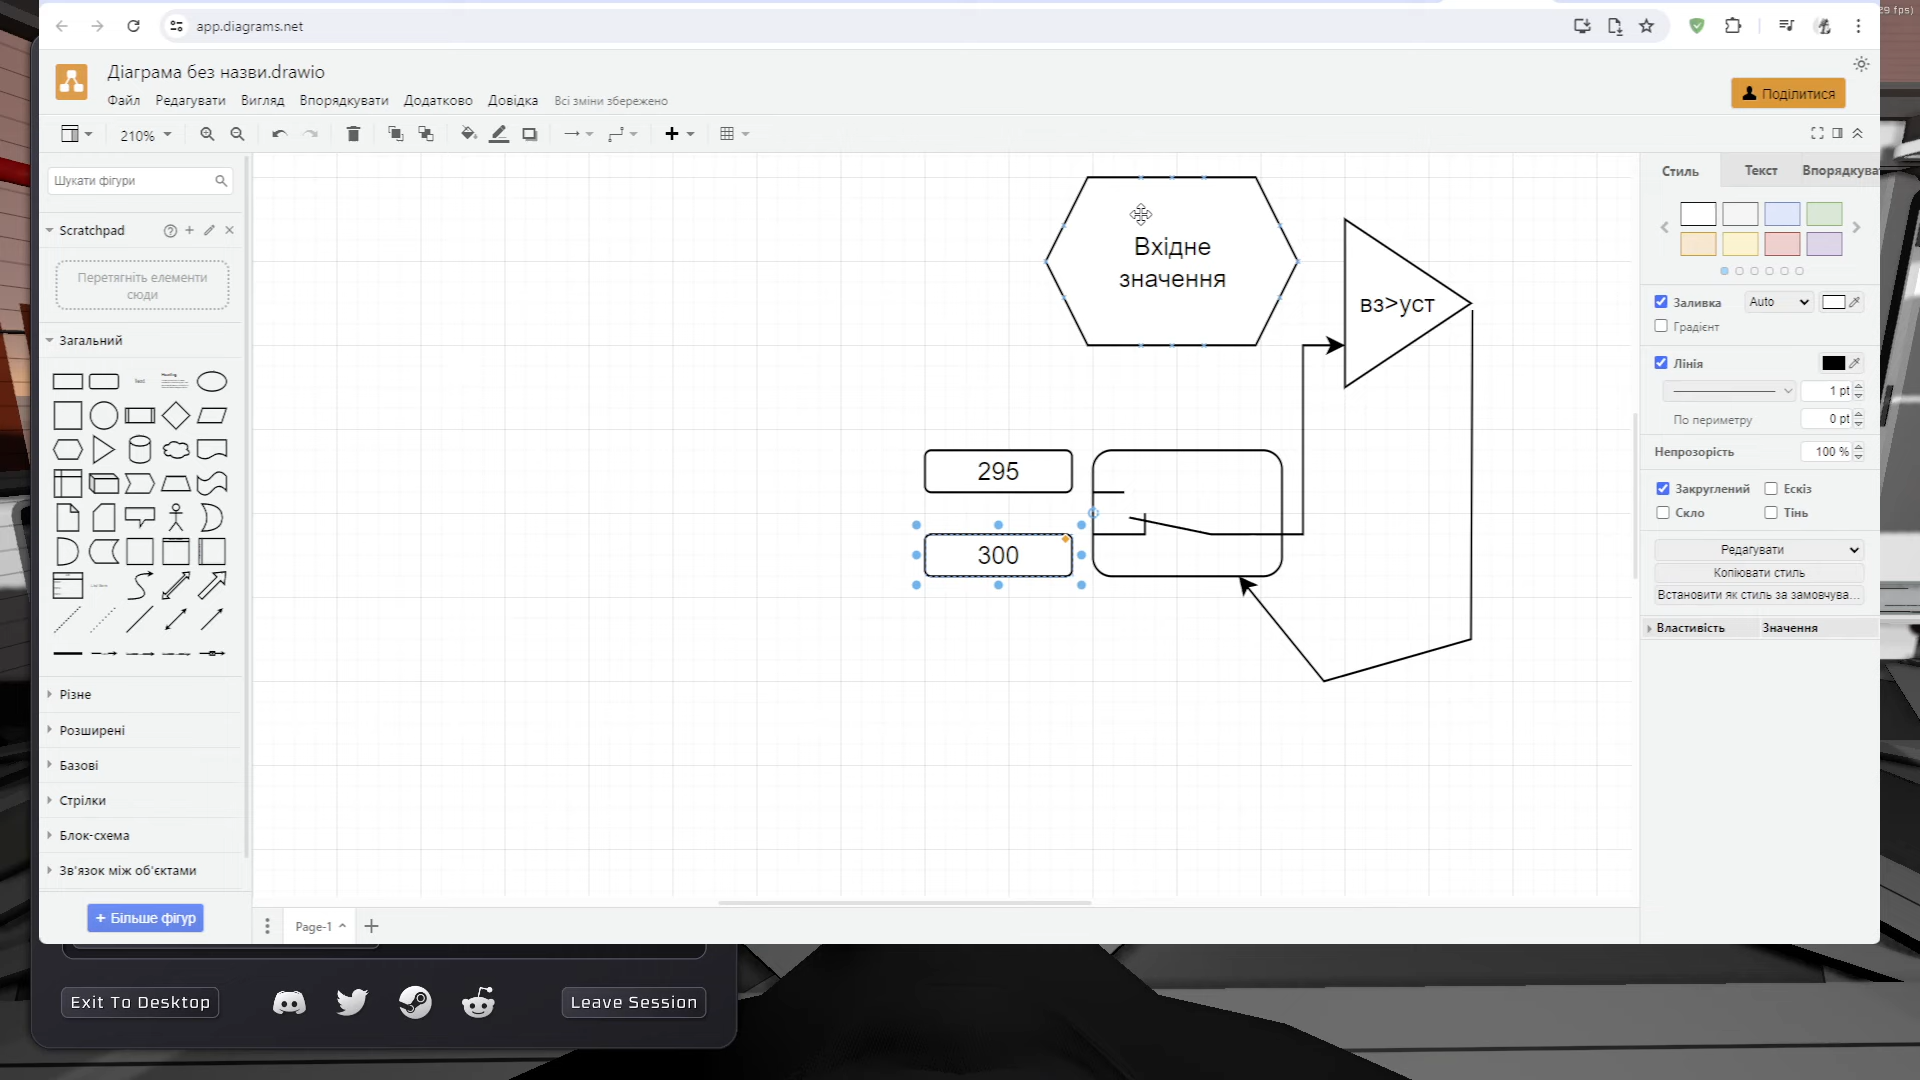 29 fps)
app.diagrams.net
Діаграма без назви.drawio
Файл Редагувати Вигляд Впорядкувати Додатково Довідка Всі зміни збережено
Поділитися
210%
Шукати фігури
Scratchpad
Перетягніть елементи
сюди
Загальний
Різне
Розширені
Базові
Стрілки
Блок-схема
Зв'язок між об'єктами
+ Більше фігур
Вхідне
значення
вз>уст
295
300
Page-1
Стиль Текст Впорядкува
Заливка Auto
Градієнт
Лінія
1 pt
По периметру 0 pt
Непрозорість 100 %
Закруглений Ескіз
Скло Тінь
Редагувати
Копіювати стиль
Встановити як стиль за замовчува...
Властивість Значення
Exit To Desktop
Leave Session